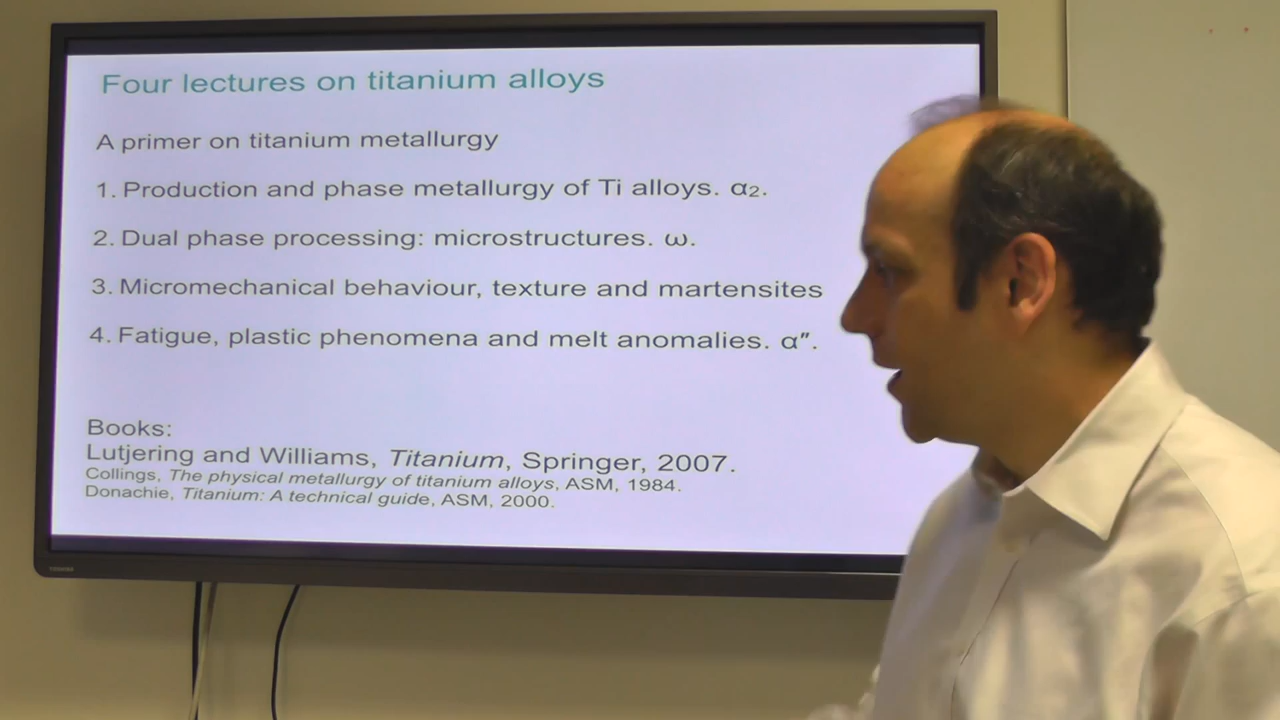 Four lectures on titanium alloys
A primer on titanium metallurgy
1. Production and phase metallurgy of Ti alloys. α₂.
2. Dual phase processing: microstructures. ω.
3. Micromechanical behaviour, texture and martensites
4. Fatigue, plastic phenomena and melt anomalies. α″.
Books:
Lutjering and Williams, Titanium, Springer, 2007.
Collings, The physical metallurgy of titanium alloys, ASM, 1984.
Donachie, Titanium: A technical guide, ASM, 2000.
TOSHIBA